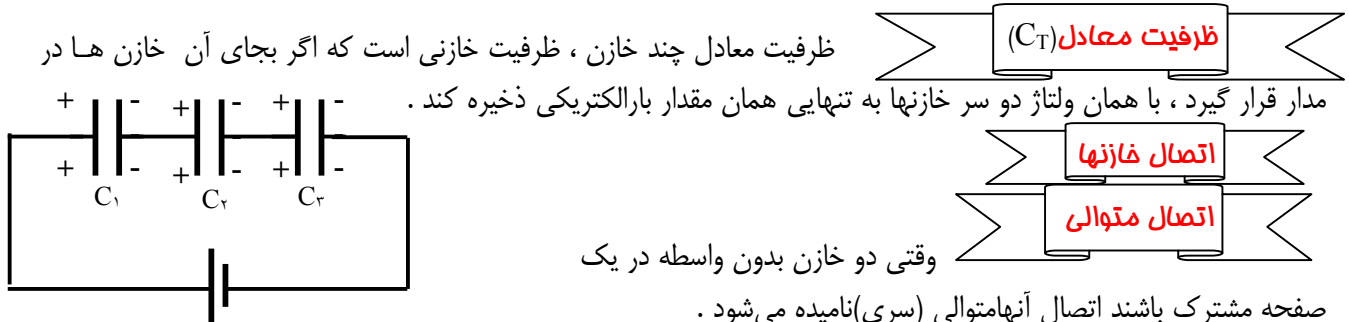 ظرفیت معادل(C_T)
ظرفیت معادل چند خازن ، ظرفیت خازنی است که اگر بجای آن خازن هـا در
مدار قرار گیرد ، با همان ولتاژ دو سر خازنها به تنهایی همان مقدار بارالکتریکی ذخیره کند .
اتصال خازنها
اتصال متوالی
وقتی دو خازن بدون واسطه در یک
صفحه مشترک باشند اتصال آنهامتوالی (سری)نامیده می‌شود .
+ - + - + -
+ - + - + -
C۱ C۲ C۳